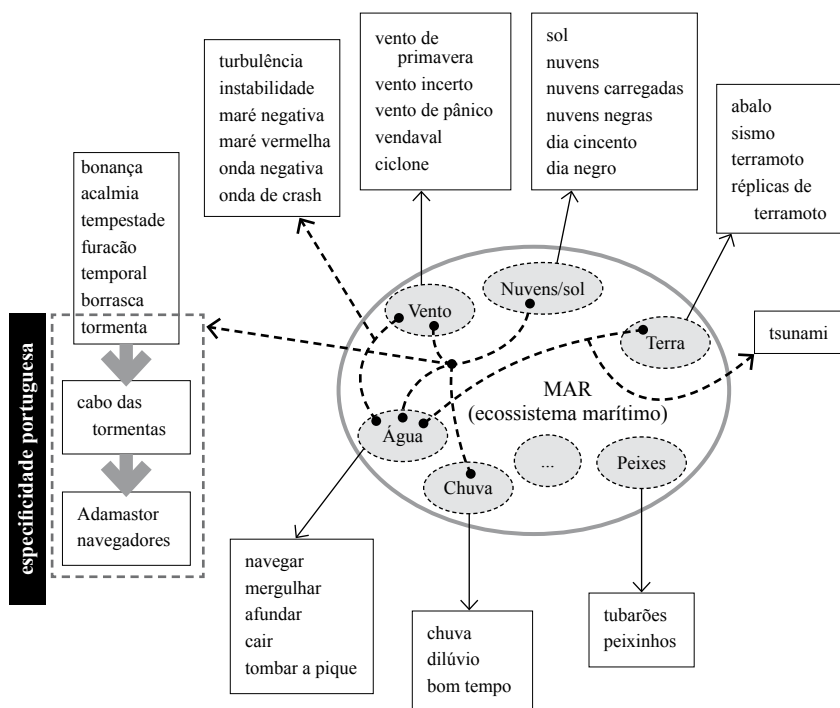 turbulência
instabilidade
maré negativa
maré vermelha
onda negativa
onda de crash
vento de
primavera
vento incerto
vento de pânico
vendaval
ciclone
sol
nuvens
nuvens carregadas
nuvens negras
dia cincento
dia negro
abalo
sismo
terramoto
réplicas de
terramoto
bonança
acalmia
tempestade
furacão
temporal
borrasca
tormenta
especificidade portuguesa
cabo das
tormentas
Adamastor
navegadores
Vento
Nuvens/sol
Terra
tsunami
MAR
(ecossistema marítimo)
Água
Chuva
...
Peixes
navegar
mergulhar
afundar
cair
tombar a pique
chuva
dilúvio
bom tempo
tubarões
peixinhos